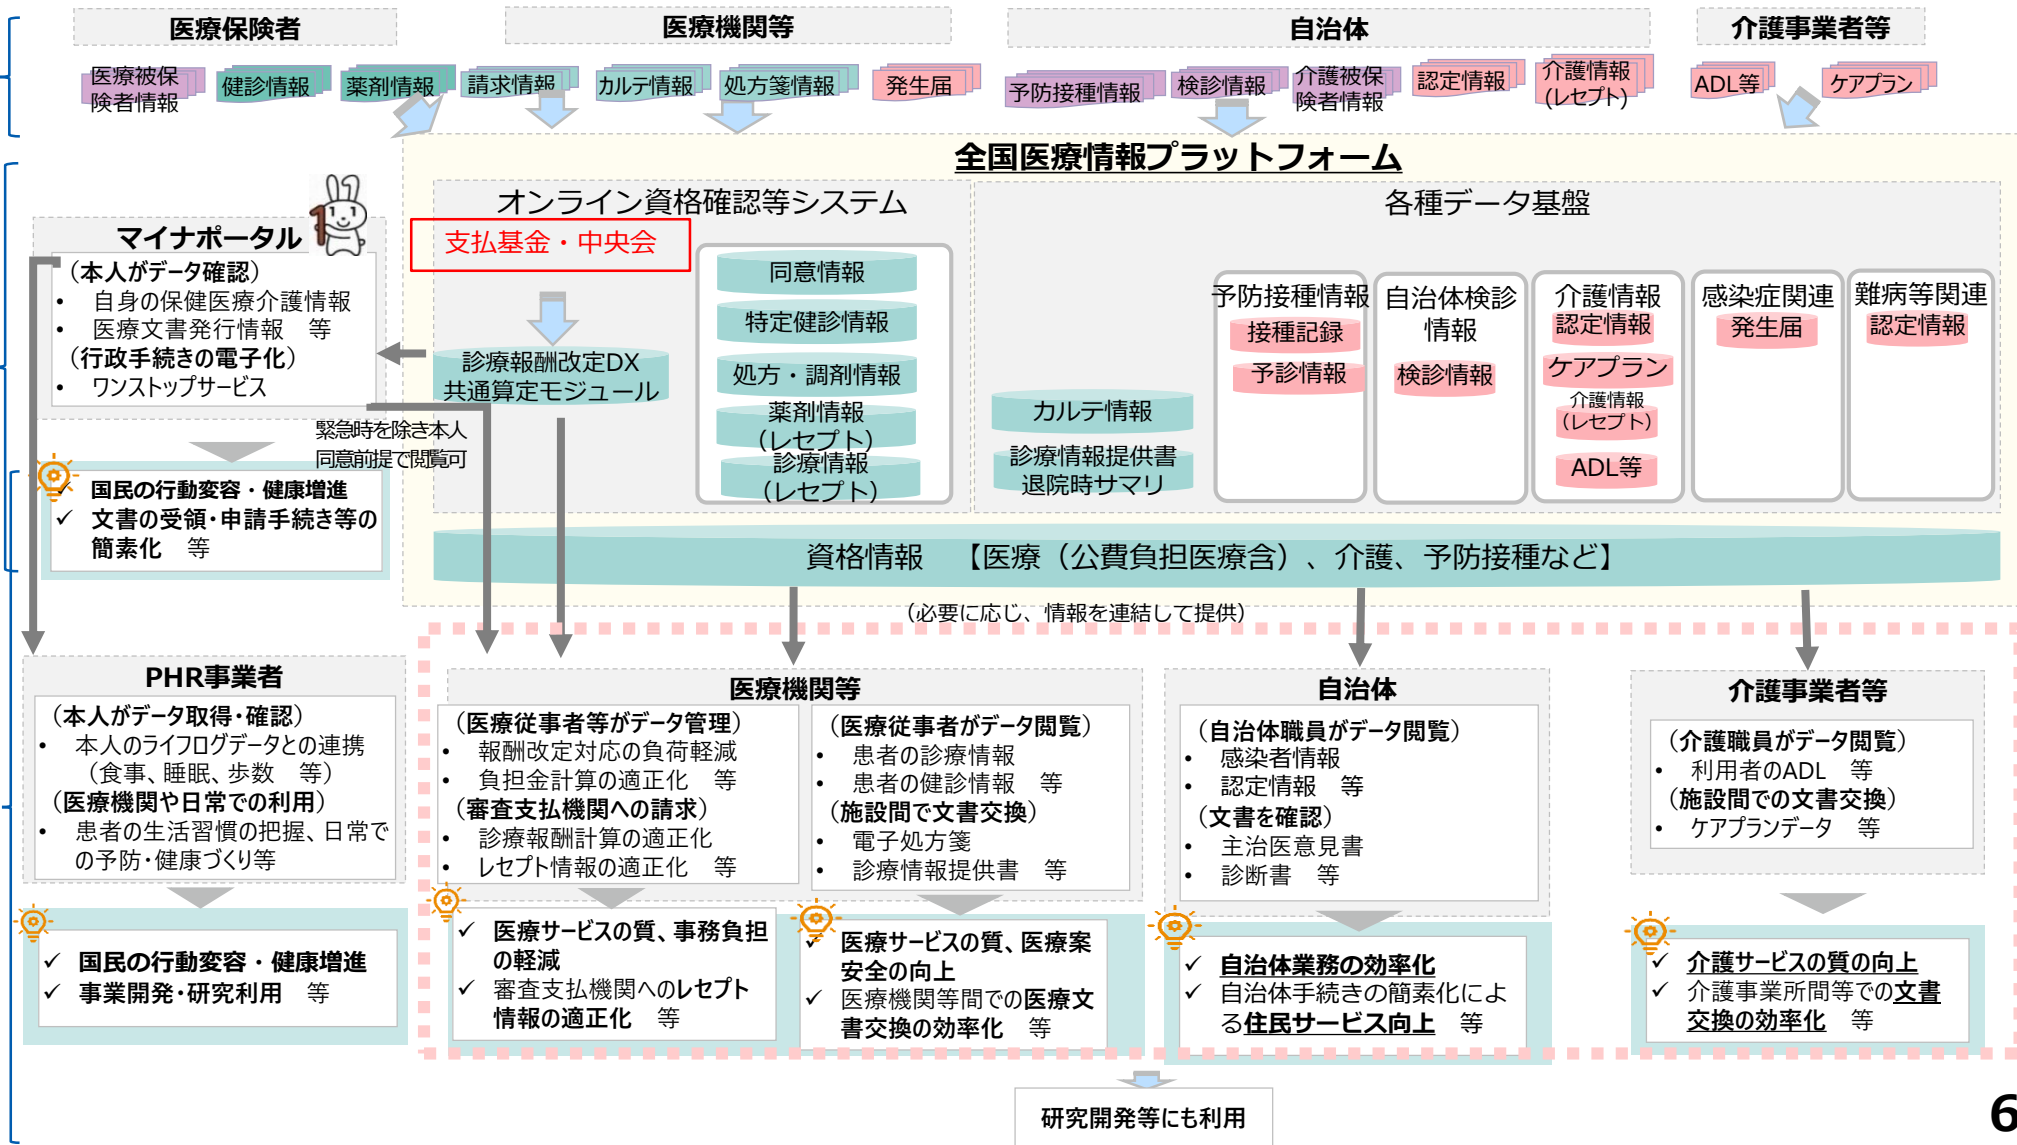 医療保険者
医療機関等
自治体
介護事業者等
医療被保
険者情報
健診情報
薬剤情報
請求情報
カルテ情報
処方箋情報
発生届
予防接種情報
検診情報
介護被保
険者情報
認定情報
介護情報
(レセプト)
ADL等
ケアプラン
全国医療情報プラットフォーム
オンライン資格確認等システム
支払基金・中央会
診療報酬改定DX
共通算定モジュール
同意情報
特定健診情報
処方・調剤情報
薬剤情報
(レセプト)
診療情報
(レセプト)
各種データ基盤
カルテ情報
診療情報提供書
退院時サマリ
予防接種情報
接種記録
予診情報
自治体検診
情報
検診情報
介護情報
認定情報
ケアプラン
介護情報
(レセプト)
ADL等
感染症関連
発生届
難病等関連
認定情報
資格情報 【医療（公費負担医療含）、介護、予防接種など】
（必要に応じ、情報を連結して提供）
マイナポータル
1
（本人がデータ確認）
• 自身の保健医療介護情報
• 医療文書発行情報 等
（行政手続きの電子化）
• ワンストップサービス
緊急時を除き本人
同意前提で閲覧可
✓ 国民の行動変容・健康増進
✓ 文書の受領・申請手続き等の
簡素化 等
PHR事業者
（本人がデータ取得・確認）
• 本人のライフログデータとの連携
（食事、睡眠、歩数 等）
（医療機関や日常での利用）
• 患者の生活習慣の把握、日常で
の予防・健康づくり等
✓ 国民の行動変容・健康増進
✓ 事業開発・研究利用 等
医療機関等
（医療従事者等がデータ管理）
• 報酬改定対応の負荷軽減
• 負担金計算の適正化 等
（審査支払機関への請求）
• 診療報酬計算の適正化
• レセプト情報の適正化 等
（医療従事者がデータ閲覧）
• 患者の診療情報
• 患者の健診情報 等
（施設間で文書交換）
• 電子処方箋
• 診療情報提供書 等
✓ 医療サービスの質、事務負担
の軽減
✓ 審査支払機関へのレセプト
情報の適正化 等
✓ 医療サービスの質、医療案
安全の向上
✓ 医療機関等間での医療文
書交換の効率化 等
自治体
（自治体職員がデータ閲覧）
• 感染者情報
• 認定情報 等
（文書を確認）
• 主治医意見書
• 診断書 等
✓ 自治体業務の効率化
✓ 自治体手続きの簡素化によ
る住民サービス向上 等
介護事業者等
（介護職員がデータ閲覧）
• 利用者のADL 等
（施設間での文書交換）
• ケアプランデータ 等
✓ 介護サービスの質の向上
✓ 介護事業所間等での文書
交換の効率化 等
研究開発等にも利用
6